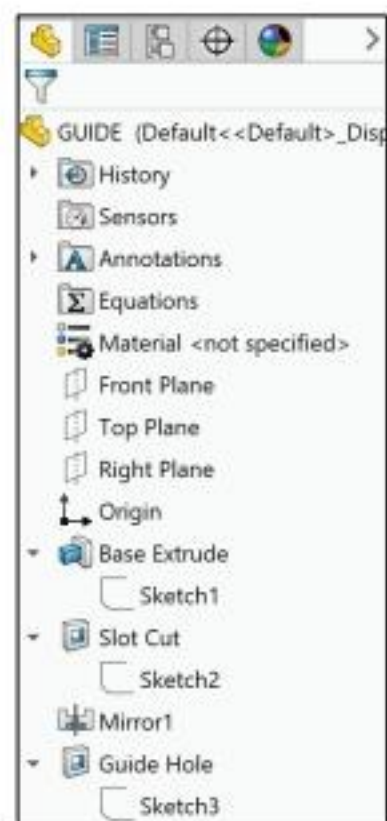 GUIDE (Default<<Default>_Disp
History
Sensors
Annotations
Equations
Material <not specified>
Front Plane
Top Plane
Right Plane
Origin
Base Extrude
Sketch1
Slot Cut
Sketch2
Mirror1
Guide Hole
Sketch3